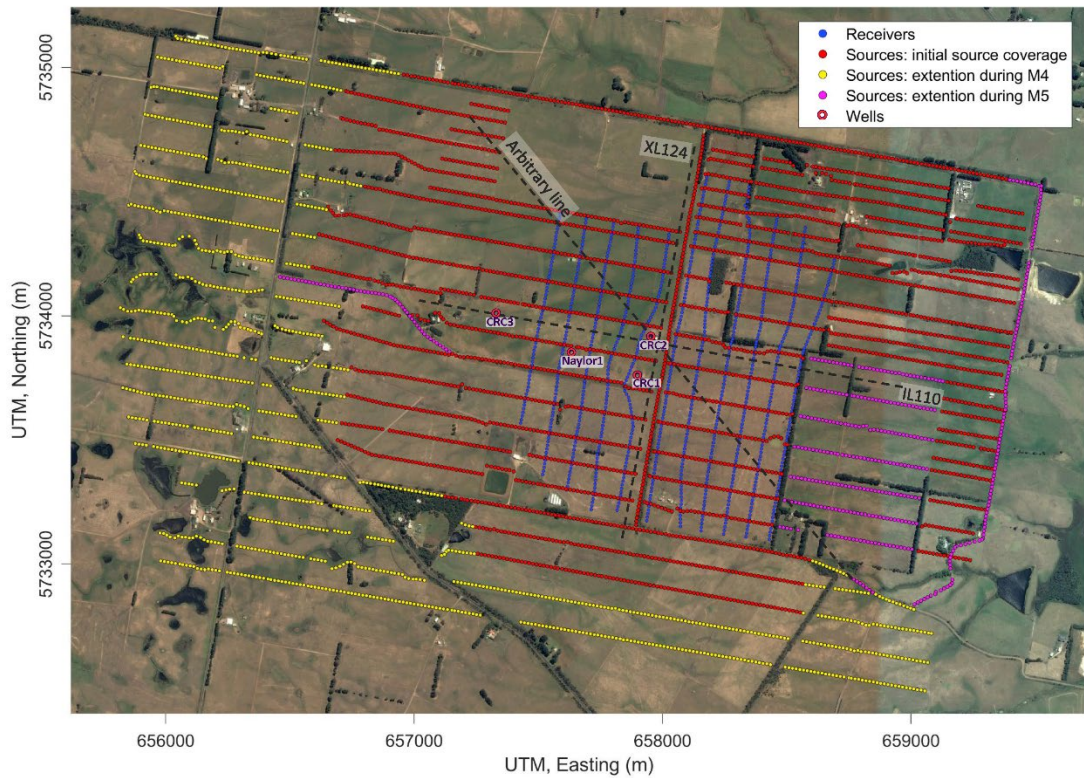 Receivers
Sources: initial source coverage
Sources: extention during M4
Sources: extention during M5
Wells
5735000
5734000
5733000
UTM, Northing (m)
Arbitrary line
XL124
CRC3
CRC2
Naylor1
CRC1
IL110
656000
657000
658000
659000
UTM, Easting (m)